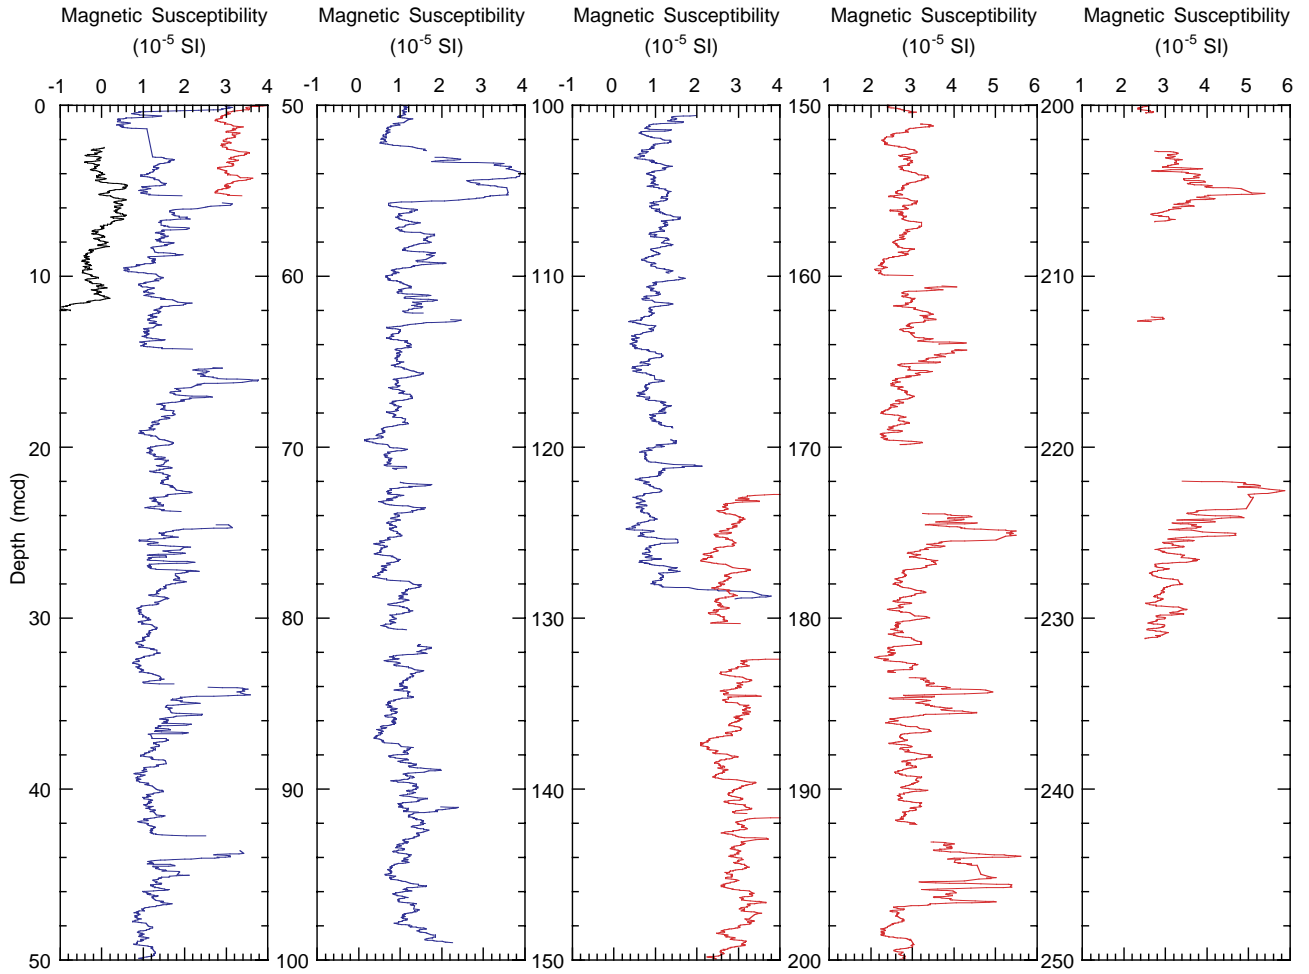 Magnetic Susceptibility Magnetic Susceptibility Magnetic Susceptibility Magnetic Susceptibility Magnetic Susceptibility
(10-5 SI) (10-5 SI) (10-5 SI) (10-5 SI) (10-5 SI)
-1 0 1 2 3 4 -1 0 1 2 3 4 -1 0 1 2 3 4 1 2 3 4 5 6 1 2 3 4 5 6
0 50 100 150 200
10 60 110 160 210
20 70 120 170 220
Depth (mcd)
30 80 130 180 230
40 90 140 190 240
50 100 150 200 250